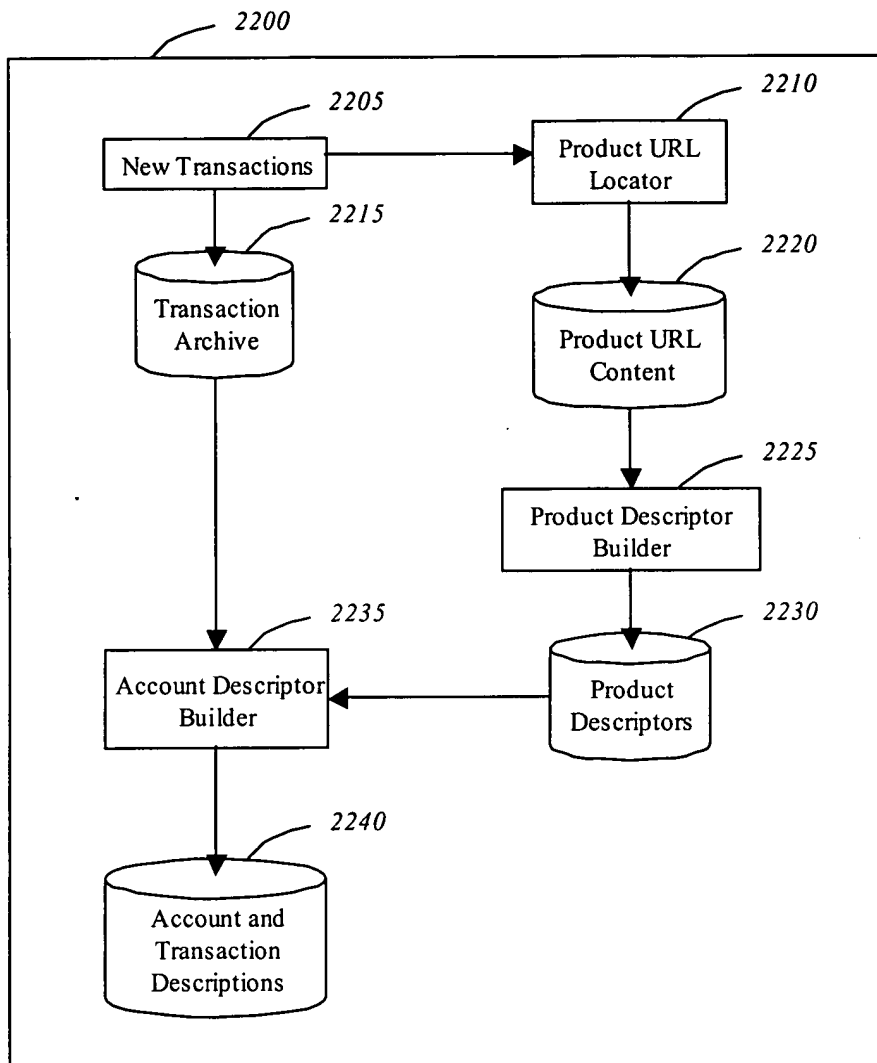 2200
2205
2210
New Transactions
Product URL
Locator
2215
2220
Transaction
Archive
Product URL
Content
2225
Product Descriptor
Builder
2235
2230
Account Descriptor
Builder
Product
Descriptors
2240
Account and
Transaction
Descriptions